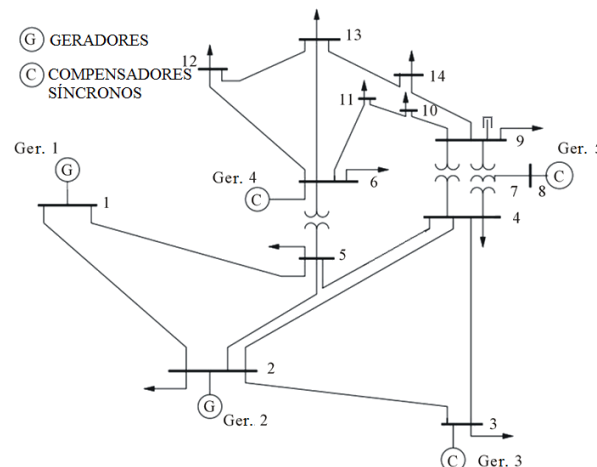 G GERADORES
C COMPENSADORES
SÍNCRONOS
13
12
14
11
10
9
Ger. 1
G
Ger. 4
C
6
7
8
C
1
4
5
2
G
Ger. 2
3
C
Ger. 3